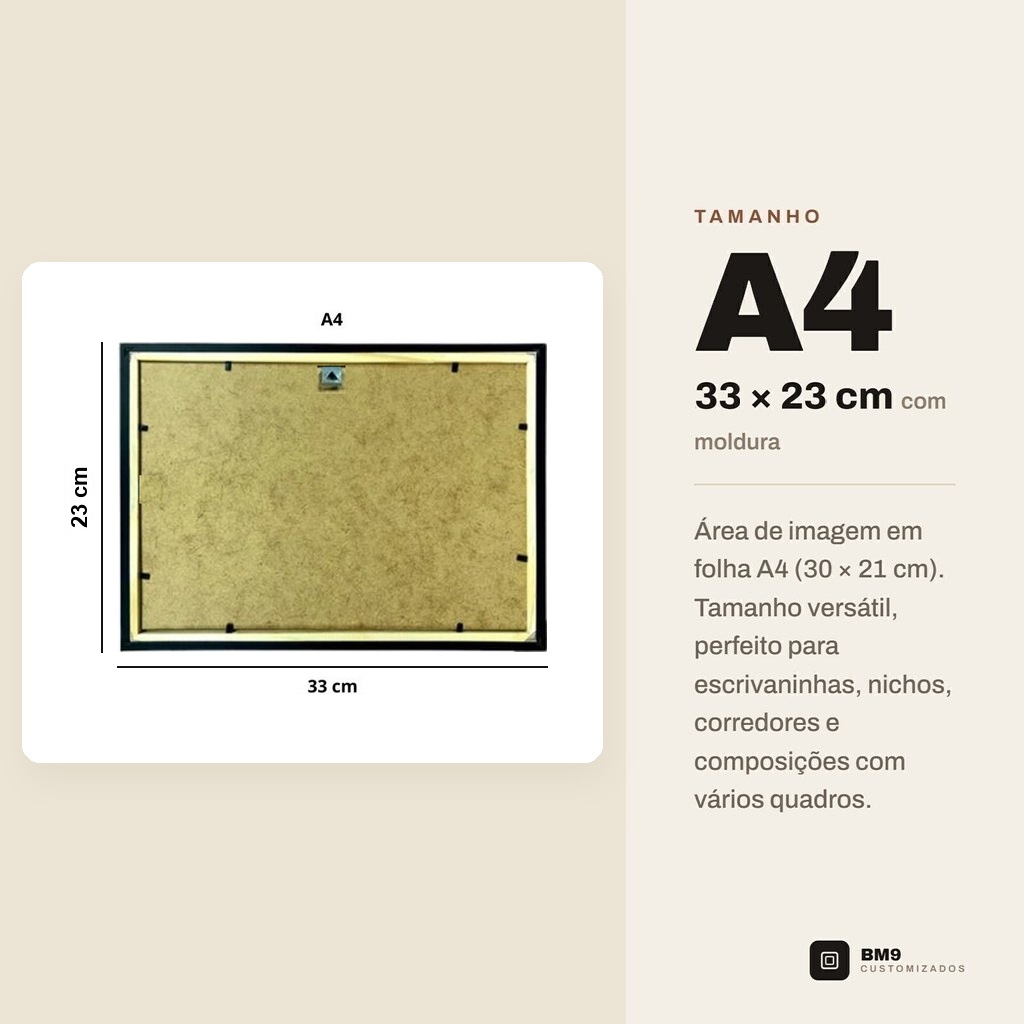 A4
23 cm
33 cm
TAMANHO
A4
33 × 23 cm com
moldura
Área de imagem em
folha A4 (30 × 21 cm).
Tamanho versátil,
perfeito para
escrivaninhas, nichos,
corredores e
composições com
vários quadros.
BM9
CUSTOMIZADOS